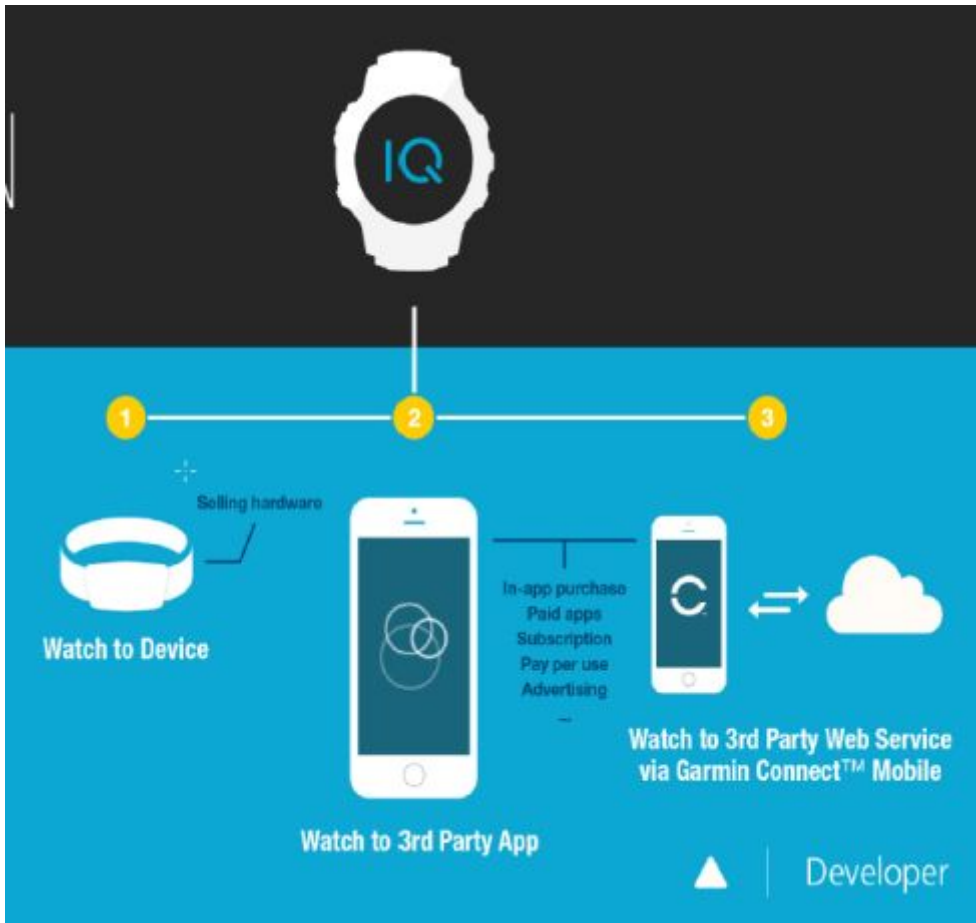 IQ
1
2
3
Selling hardware
In-app purchase
Paid apps
Subscription
Pay per use
Advertising
...
Watch to Device
Watch to 3rd Party Web Service
via Garmin Connect™ Mobile
Watch to 3rd Party App
Developer